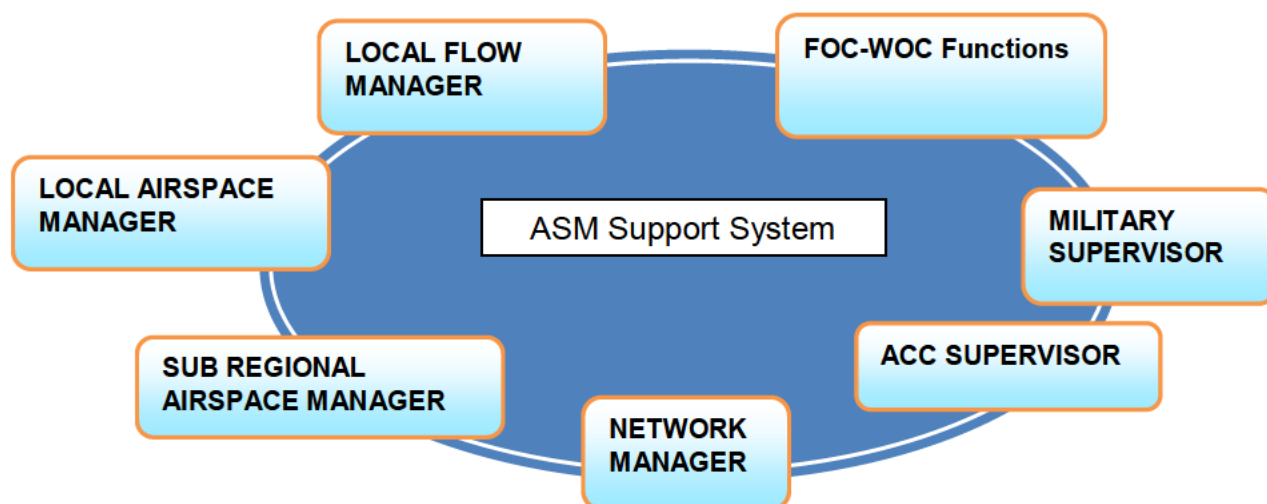 LOCAL FLOW
MANAGER
FOC-WOC Functions
LOCAL AIRSPACE
MANAGER
ASM Support System
MILITARY
SUPERVISOR
SUB REGIONAL
AIRSPACE MANAGER
ACC SUPERVISOR
NETWORK
MANAGER